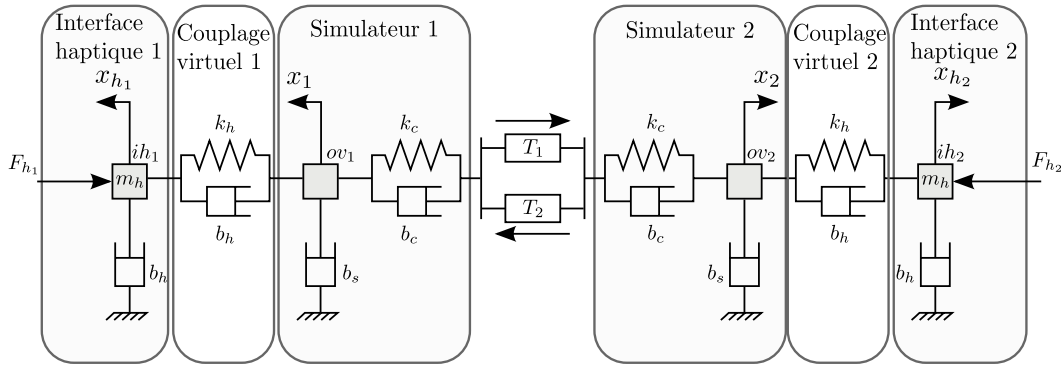 Interface
haptique 1
Couplage
virtuel 1
Simulateur 1
Simulateur 2
Couplage
virtuel 2
Interface
haptique 2
x_{h_1}
x_1
x_2
x_{h_2}
k_h
k_c
k_c
k_h
F_{h_1}
ih_1
ov_1
T_1
ov_2
ih_2
F_{h_2}
m_h
m_h
T_2
b_h
b_c
b_c
b_h
b_h
b_s
b_s
b_h